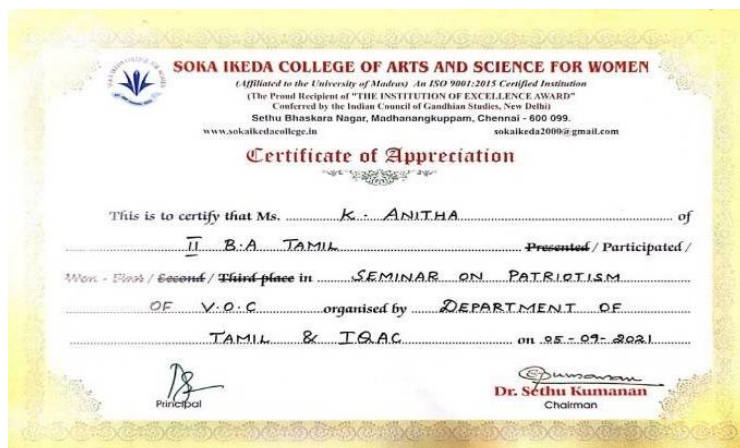 SOKA IKEDA COLLEGE OF ARTS AND SCIENCE FOR WOMEN
(Affiliated to the University of Madras) An ISO 9001:2015 Certified Institution
(The Proud Recipient of "THE INSTITUTION OF EXCELLENCE AWARD"
Conferred by the Indian Council of Gandhian Studies, New Delhi)
Sethu Bhaskara Nagar, Madhanangkuppam, Chennai - 600 099.
www.sokaikedacollege.in sokaikeda2000@gmail.com
Certificate of Appreciation
This is to certify that Ms. K. ANITHA of
II B.A TAMIL Presented / Participated /
Won - First / Second / Third place in SEMINAR ON PATRIOTISM
OF V.O.C organised by DEPARTMENT OF
TAMIL & IQAC on 05-09-2021
Principal
Dr. Sethu Kumanan
Chairman